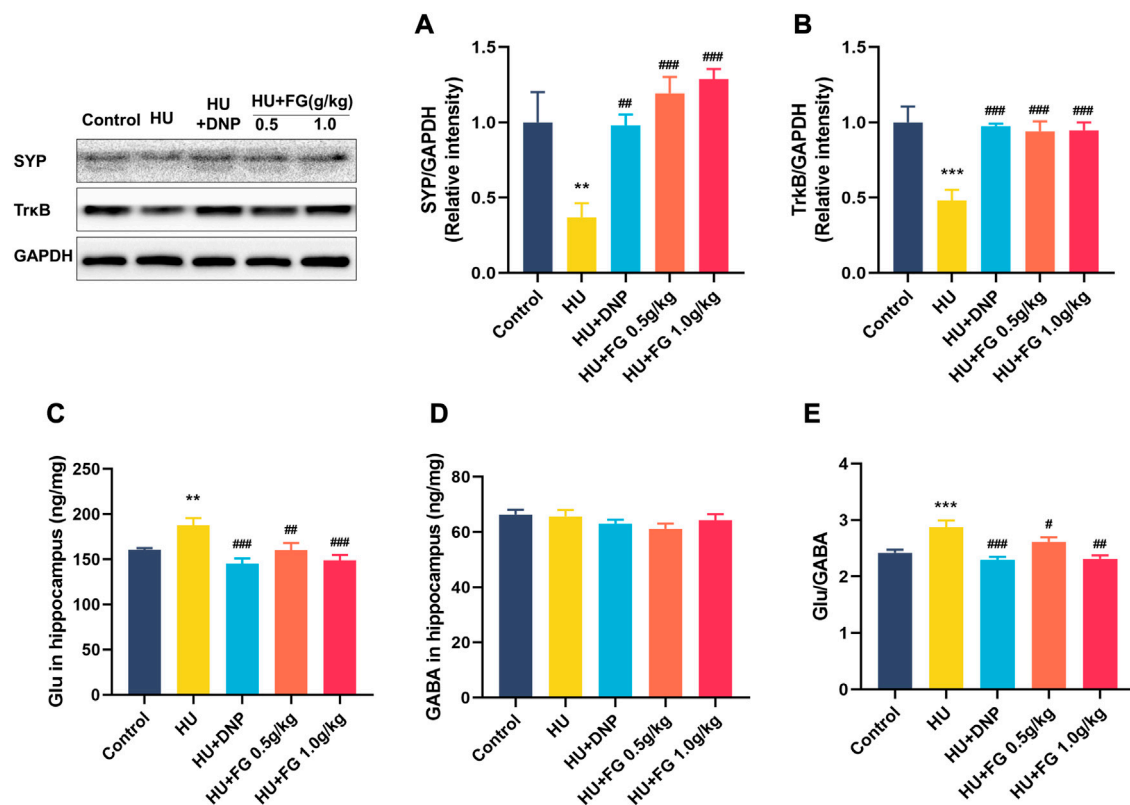 Control HU HU +DNP HU+FG(g/kg) 0.5 1.0
SYP
TrκB
GAPDH
A
SYP/GAPDH
(Relative intensity)
1.5
1.0
0.5
0.0
**
##
###
###
Control
HU
HU+DNP
HU+FG 0.5g/kg
HU+FG 1.0g/kg
B
TrkB/GAPDH
(Relative intensity)
1.5
1.0
0.5
0.0
***
###
###
###
Control
HU
HU+DNP
HU+FG 0.5g/kg
HU+FG 1.0g/kg
C
Glu in hippocampus (ng/mg)
250
200
150
100
50
0
**
###
##
###
Control
HU
HU+DNP
HU+FG 0.5g/kg
HU+FG 1.0g/kg
D
GABA in hippocampus (ng/mg)
80
60
40
20
0
Control
HU
HU+DNP
HU+FG 0.5g/kg
HU+FG 1.0g/kg
E
Glu/GABA
4
3
2
1
0
***
###
#
##
Control
HU
HU+DNP
HU+FG 0.5g/kg
HU+FG 1.0g/kg